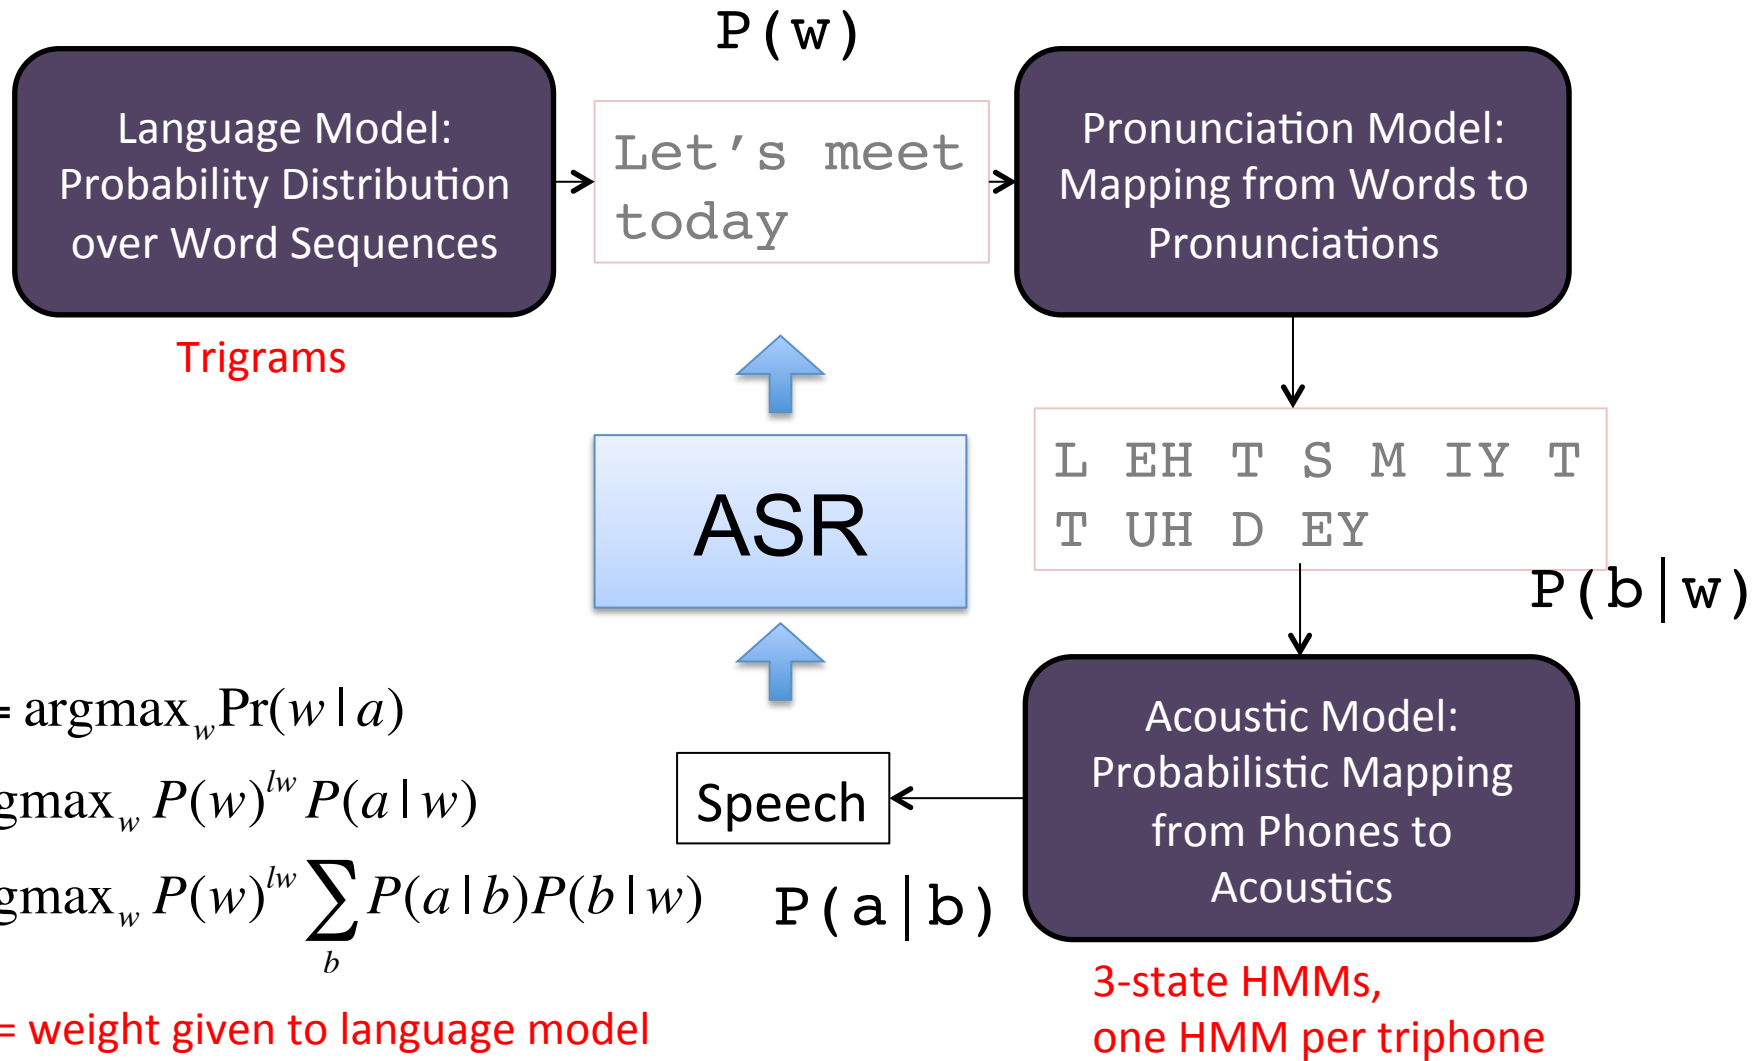 P(w)
Language Model:
Probability Distribution
over Word Sequences
Let's meet
today
Pronunciation Model:
Mapping from Words to
Pronunciations
Trigrams
L EH T S M IY T
T UH D EY
P(b|w)
ASR
Acoustic Model:
Probabilistic Mapping
from Phones to
Acoustics
Speech
P(a|b)
3-state HMMs,
one HMM per triphone
= argmax_w Pr(w | a)
gmax_w P(w)^lw P(a | w)
gmax_w P(w)^lw ∑_b P(a | b)P(b | w)
= weight given to language model